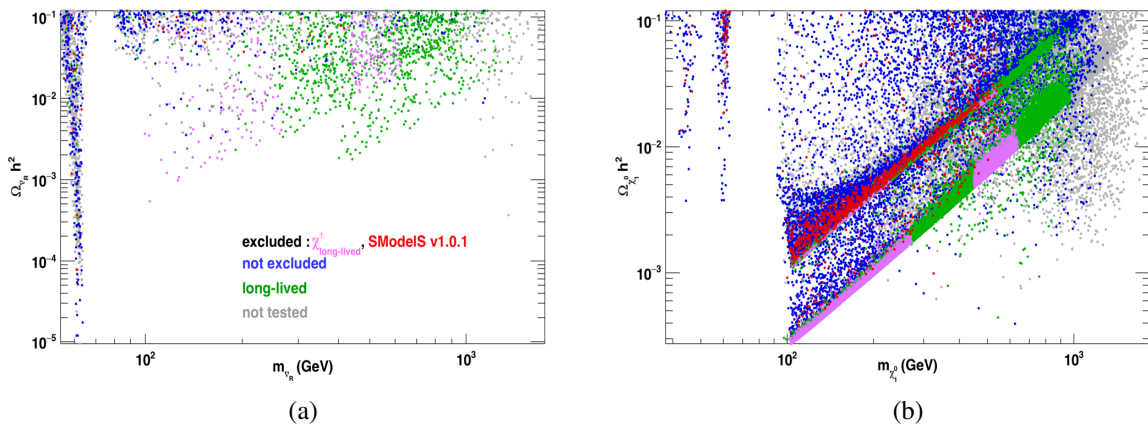 10⁻¹
10⁻²
10⁻³
10⁻⁴
10⁻⁵
Ω_ν̃R h²
excluded : χ̃⁺long-lived, SModelS v1.0.1
not excluded
long-lived
not tested
10² 10³
m_ν̃R (GeV)
(a)
10⁻¹
10⁻²
10⁻³
Ω_χ̃⁰₁ h²
10² 10³
m_χ̃⁰₁ (GeV)
(b)